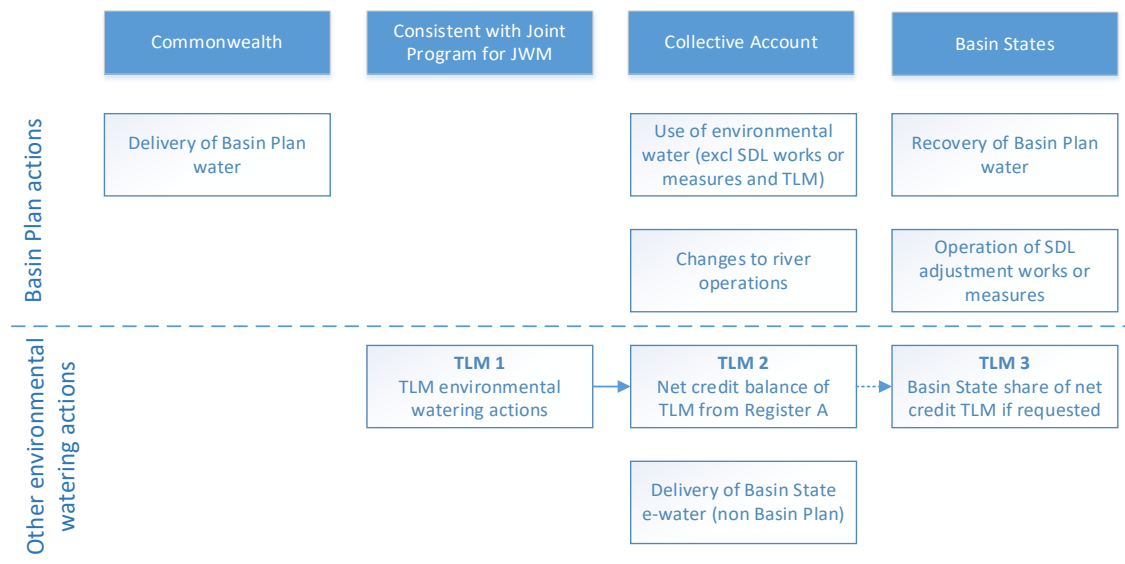 Commonwealth
Consistent with Joint
Program for JWM
Collective Account
Basin States
Basin Plan actions
Delivery of Basin Plan
water
Use of environmental
water (excl SDL works or
measures and TLM)
Recovery of Basin Plan
water
Changes to river
operations
Operation of SDL
adjustment works or
measures
Other environmental
watering actions
TLM 1
TLM environmental
watering actions
TLM 2
Net credit balance of
TLM from Register A
TLM 3
Basin State share of net
credit TLM if requested
Delivery of Basin State
e-water (non Basin Plan)